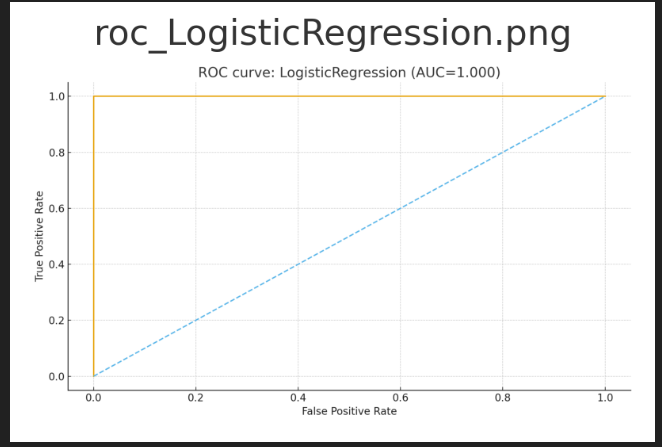 roc_LogisticRegression.png
ROC curve: LogisticRegression (AUC=1.000)
1.0
0.8
0.6
0.4
0.2
0.0
True Positive Rate
0.0 0.2 0.4 0.6 0.8 1.0
False Positive Rate